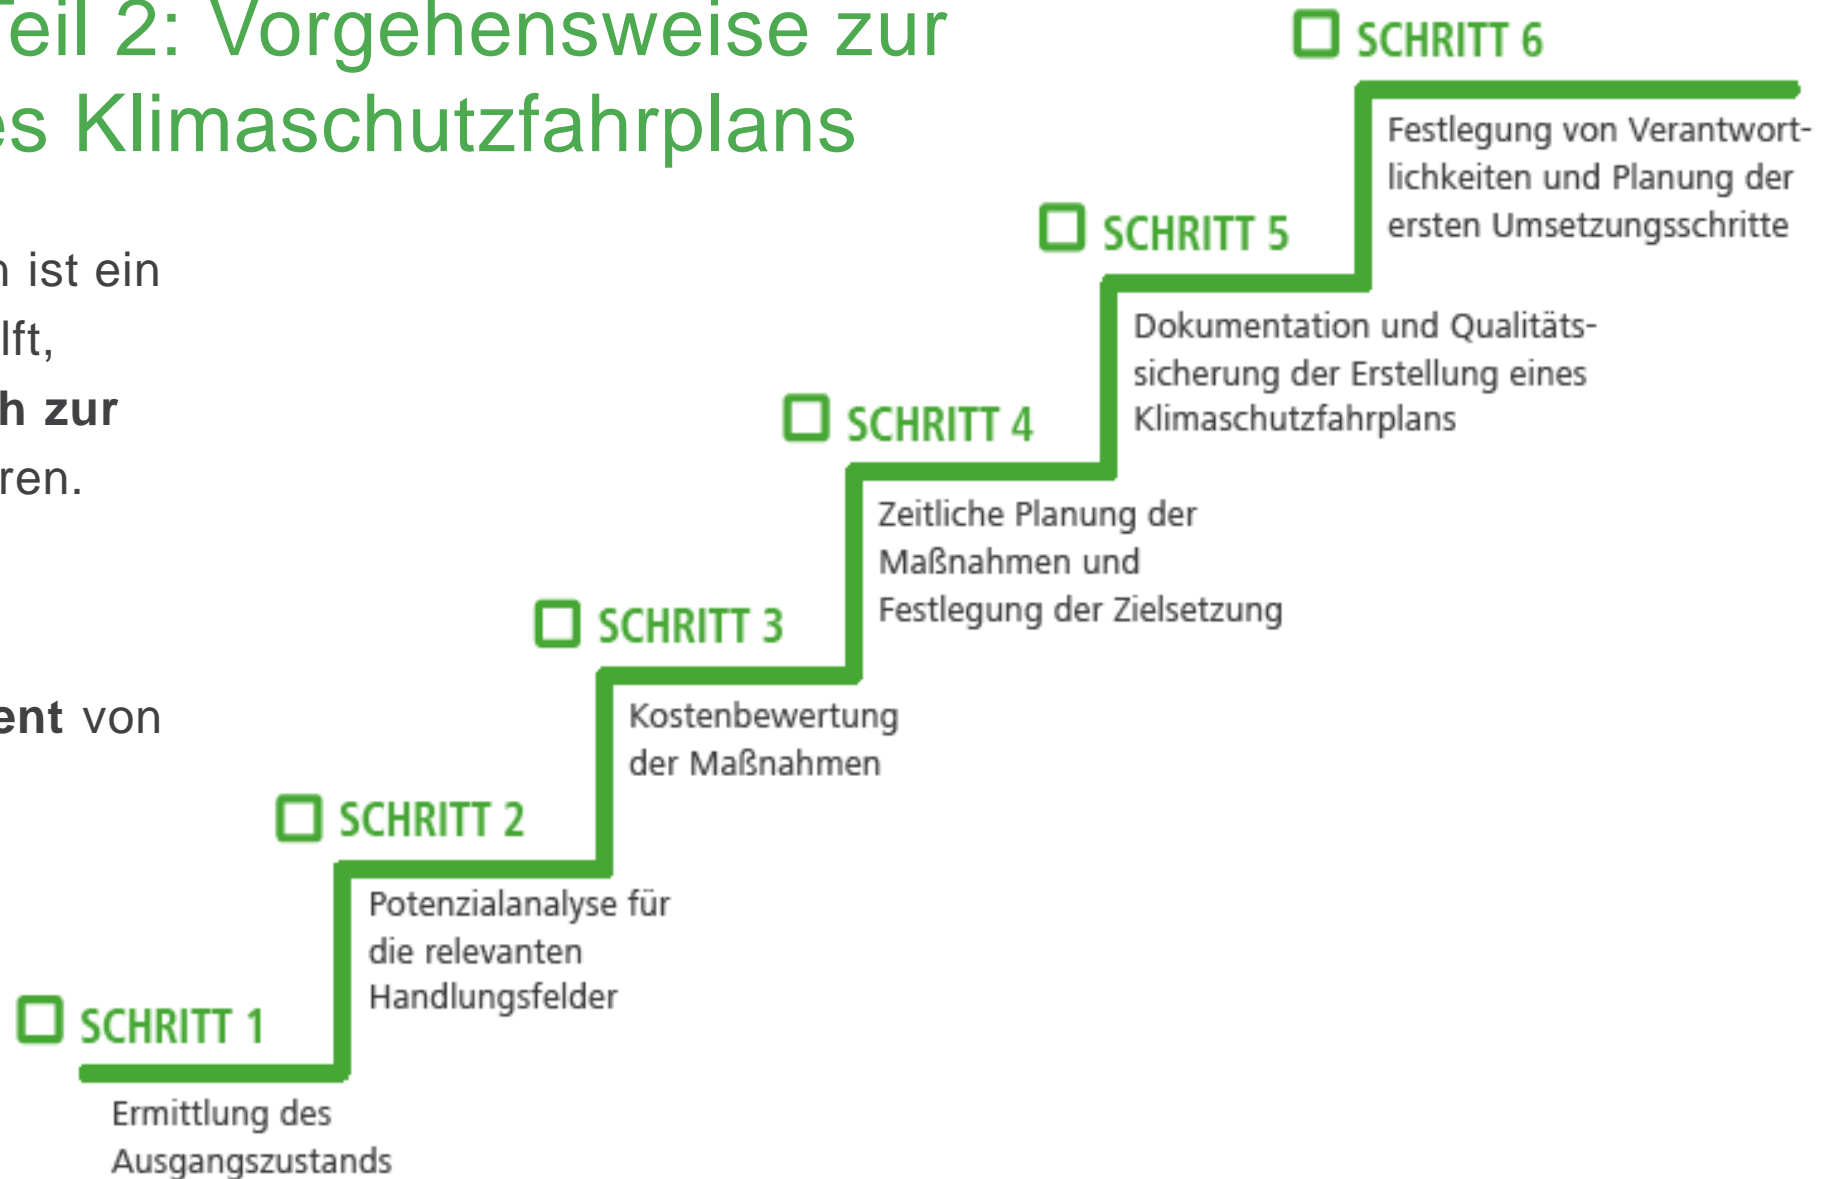 Teil 2: Vorgehensweise zur
es Klimaschutzfahrplans
n ist ein
lft,
h zur
ren.
ent von
SCHRITT 1
Ermittlung des
Ausgangszustands
SCHRITT 2
Potenzialanalyse für
die relevanten
Handlungsfelder
SCHRITT 3
Kostenbewertung
der Maßnahmen
SCHRITT 4
Zeitliche Planung der
Maßnahmen und
Festlegung der Zielsetzung
SCHRITT 5
Dokumentation und Qualitäts-
sicherung der Erstellung eines
Klimaschutzfahrplans
SCHRITT 6
Festlegung von Verantwort-
lichkeiten und Planung der
ersten Umsetzungsschritte